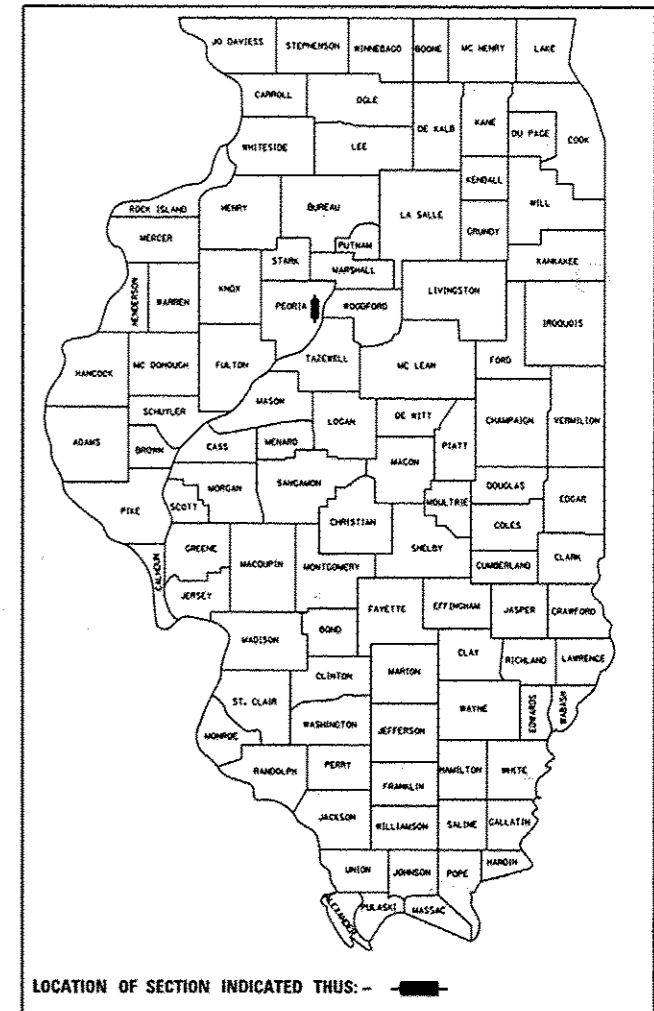 JO DAVIESS STEPHENSON WINNEBAGO BOONE MC HENRY LAKE
CARROLL OGLE DE KALB KANE DU PAGE COOK
WHITESIDE LEE KENDALL WILL
ROCK ISLAND HENRY BUREAU LA SALLE GRUNDY
MERCER PUTNAM KANKAKEE
STARK MARSHALL
HENDERSON WARREN KNOX PEORIA WOODFORD LIVINGSTON IROQUOIS
HANCOCK MC DONOUGH FULTON TAZEWELL MC LEAN FORD
SCHUYLER MASON LOGAN DE WITT CHAMPAIGN VERMILION
ADAMS BROWN CASS MENARD MACON PIATT
PIKE SCOTT MORGAN SANGAMON MOULTRIE DOUGLAS EDGAR
CHRISTIAN COLES
CALHOUN GREENE MACOUPIN MONTGOMERY SHELBY CUMBERLAND CLARK
JERSEY FAYETTE EFFINGHAM JASPER CRAWFORD
MADISON BOND CLAY RICHLAND LAWRENCE
CLINTON MARION
ST. CLAIR WAYNE EDWARDS WABASH
MONROE WASHINGTON JEFFERSON
RANDOLPH PERRY HAMILTON WHITE
FRANKLIN
JACKSON WILLIAMSON SALINE GALLATIN
UNION JOHNSON POPE HARDIN
ALEXANDER PULASKI MASSAC
LOCATION OF SECTION INDICATED THUS: -